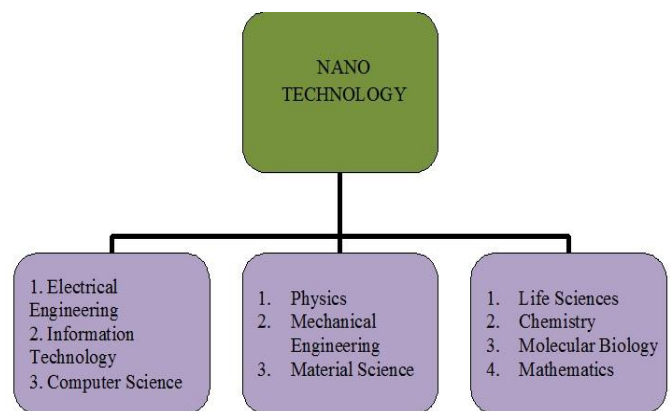 NANO
TECHNOLOGY
1. Electrical
Engineering
2. Information
Technology
3. Computer Science
1. Physics
2. Mechanical
Engineering
3. Material Science
1. Life Sciences
2. Chemistry
3. Molecular Biology
4. Mathematics